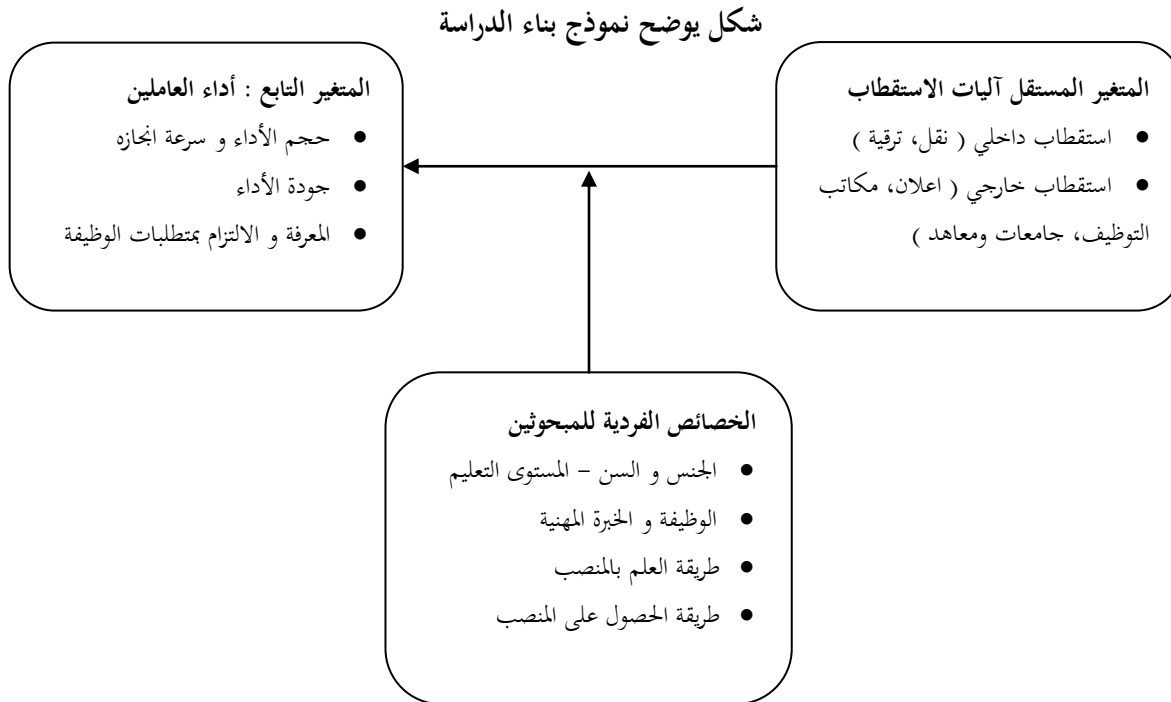 شكل يوضح نموذج بناء الدراسة
المتغير المستقل آليات الاستقطاب
● استقطاب داخلي ( نقل، ترقية )
● استقطاب خارجي ( اعلان، مكاتب
التوظيف، جامعات ومعاهد )
المتغير التابع : أداء العاملين
● حجم الأداء و سرعة انجازه
● جودة الأداء
● المعرفة و الالتزام بمتطلبات الوظيفة
الخصائص الفردية للمبحوثين
● الجنس و السن – المستوى التعليم
● الوظيفة و الخبرة المهنية
● طريقة العلم بالمنصب
● طريقة الحصول على المنصب